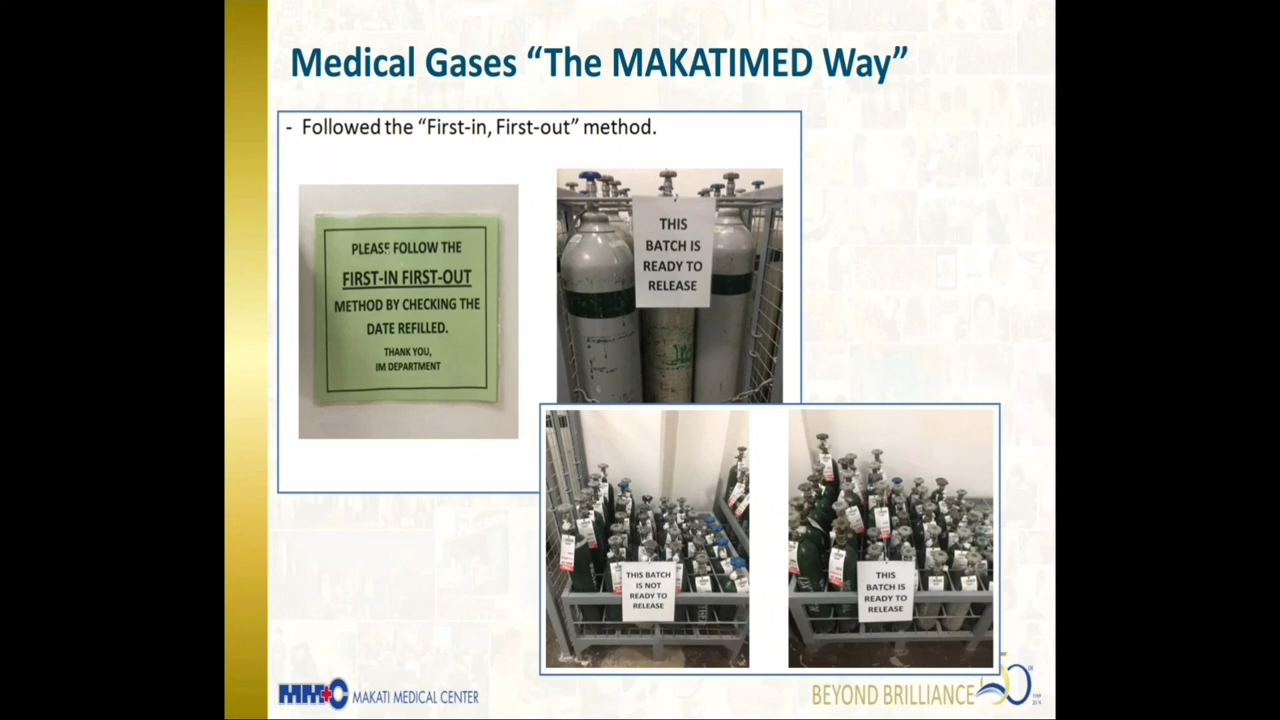 Medical Gases “The MAKATIMED Way”
- Followed the “First-in, First-out” method.
PLEASE FOLLOW THE
FIRST-IN FIRST-OUT
METHOD BY CHECKING THE
DATE REFILLED.
THANK YOU,
IM DEPARTMENT
THIS
BATCH IS
READY TO
RELEASE
THIS BATCH
IS NOT
READY TO
RELEASE
THIS
BATCH IS
READY TO
RELEASE
MMC MAKATI MEDICAL CENTER
BEYOND BRILLIANCE 50